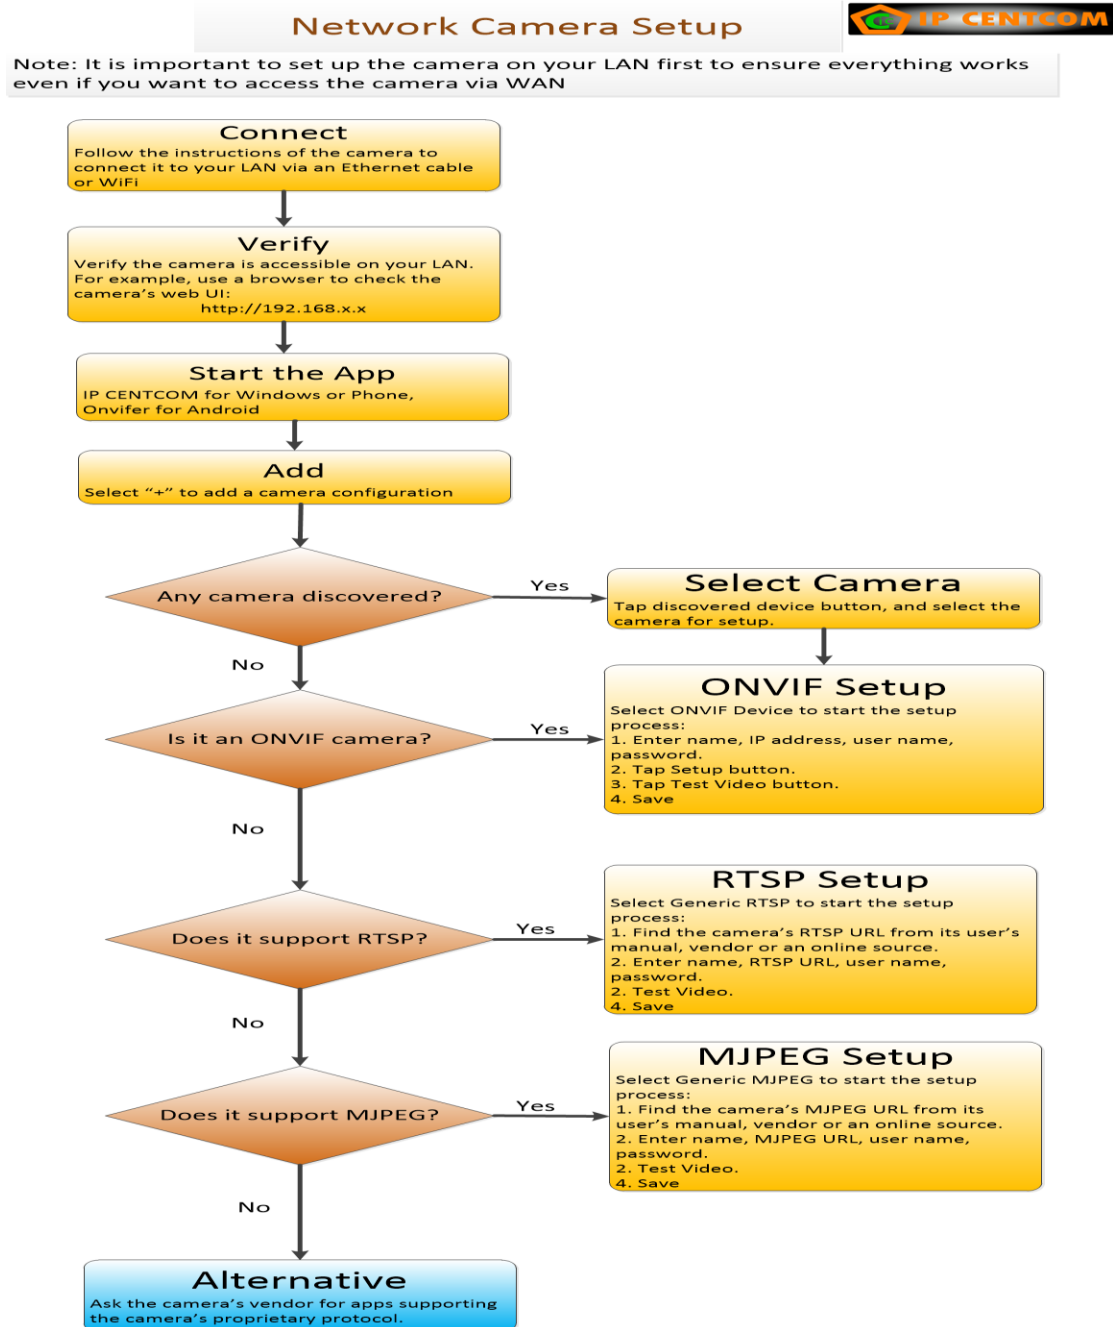 Network Camera Setup
IP CENTCOM
Note: It is important to set up the camera on your LAN first to ensure everything works
even if you want to access the camera via WAN
Connect
Follow the instructions of the camera to
connect it to your LAN via an Ethernet cable
or WiFi
Verify
Verify the camera is accessible on your LAN.
For example, use a browser to check the
camera's web UI:
http://192.168.x.x
Start the App
IP CENTCOM for Windows or Phone,
Onvifer for Android
Add
Select “+” to add a camera configuration
Any camera discovered?
Yes
Select Camera
Tap discovered device button, and select the
camera for setup.
No
Is it an ONVIF camera?
Yes
ONVIF Setup
Select ONVIF Device to start the setup
process:
1. Enter name, IP address, user name,
password.
2. Tap Setup button.
3. Tap Test Video button.
4. Save
No
Does it support RTSP?
Yes
RTSP Setup
Select Generic RTSP to start the setup
process:
1. Find the camera's RTSP URL from its user's
manual, vendor or an online source.
2. Enter name, RTSP URL, user name,
password.
2. Test Video.
4. Save
No
Does it support MJPEG?
Yes
MJPEG Setup
Select Generic MJPEG to start the setup
process:
1. Find the camera's MJPEG URL from its
user's manual, vendor or an online source.
2. Enter name, MJPEG URL, user name,
password.
2. Test Video.
4. Save
No
Alternative
Ask the camera's vendor for apps supporting
the camera's proprietary protocol.